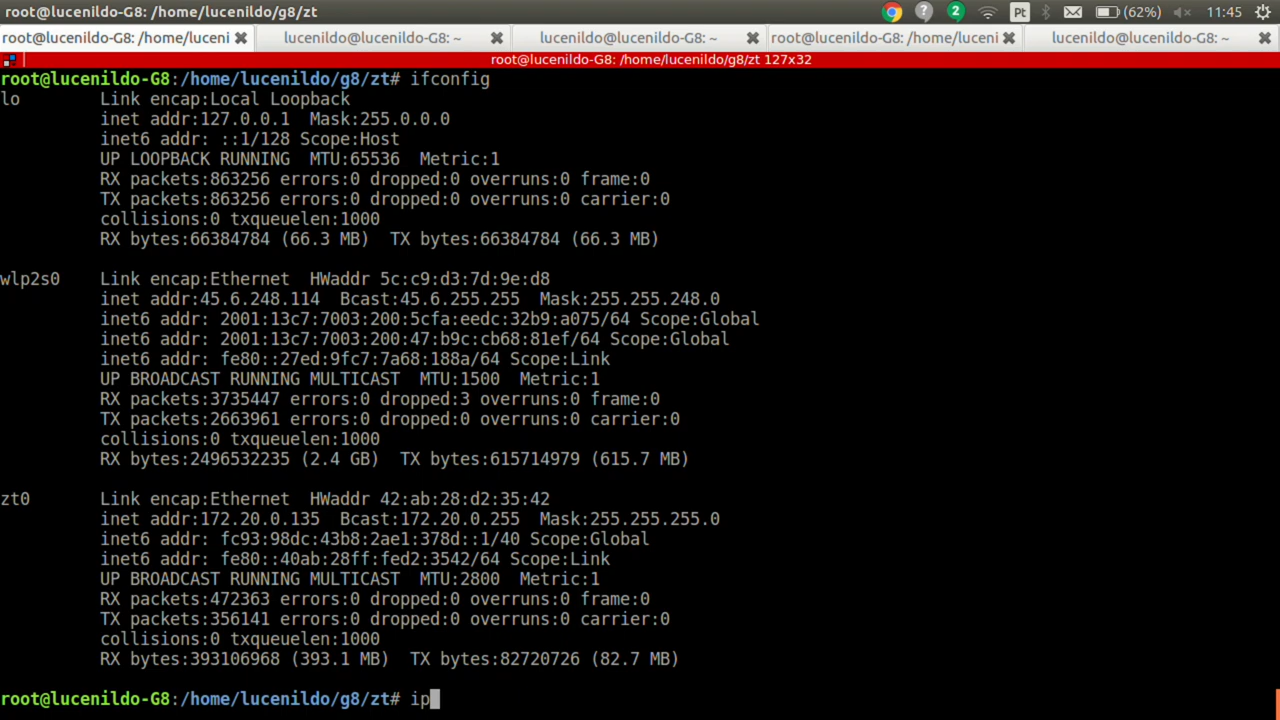 root@lucenildo-G8: /home/lucenildo/g8/zt
? 2 Pt (62%) 11:45
root@lucenildo-G8: /home/luceni lucenildo@lucenildo-G8: ~ lucenildo@lucenildo-G8: ~ root@lucenildo-G8: /home/luceni lucenildo@lucenildo-G8: ~
root@lucenildo-G8: /home/lucenildo/g8/zt 127x32
root@lucenildo-G8:/home/lucenildo/g8/zt# ifconfig
lo Link encap:Local Loopback
inet addr:127.0.0.1 Mask:255.0.0.0
inet6 addr: ::1/128 Scope:Host
UP LOOPBACK RUNNING MTU:65536 Metric:1
RX packets:863256 errors:0 dropped:0 overruns:0 frame:0
TX packets:863256 errors:0 dropped:0 overruns:0 carrier:0
collisions:0 txqueuelen:1000
RX bytes:66384784 (66.3 MB) TX bytes:66384784 (66.3 MB)
wlp2s0 Link encap:Ethernet HWaddr 5c:c9:d3:7d:9e:d8
inet addr:45.6.248.114 Bcast:45.6.255.255 Mask:255.255.248.0
inet6 addr: 2001:13c7:7003:200:5cfa:eedc:32b9:a075/64 Scope:Global
inet6 addr: 2001:13c7:7003:200:47:b9c:cb68:81ef/64 Scope:Global
inet6 addr: fe80::27ed:9fc7:7a68:188a/64 Scope:Link
UP BROADCAST RUNNING MULTICAST MTU:1500 Metric:1
RX packets:3735447 errors:0 dropped:3 overruns:0 frame:0
TX packets:2663961 errors:0 dropped:0 overruns:0 carrier:0
collisions:0 txqueuelen:1000
RX bytes:2496532235 (2.4 GB) TX bytes:615714979 (615.7 MB)
zt0 Link encap:Ethernet HWaddr 42:ab:28:d2:35:42
inet addr:172.20.0.135 Bcast:172.20.0.255 Mask:255.255.255.0
inet6 addr: fc93:98dc:43b8:2ae1:378d::1/40 Scope:Global
inet6 addr: fe80::40ab:28ff:fed2:3542/64 Scope:Link
UP BROADCAST RUNNING MULTICAST MTU:2800 Metric:1
RX packets:472363 errors:0 dropped:0 overruns:0 frame:0
TX packets:356141 errors:0 dropped:0 overruns:0 carrier:0
collisions:0 txqueuelen:1000
RX bytes:393106968 (393.1 MB) TX bytes:82720726 (82.7 MB)
root@lucenildo-G8:/home/lucenildo/g8/zt# ip